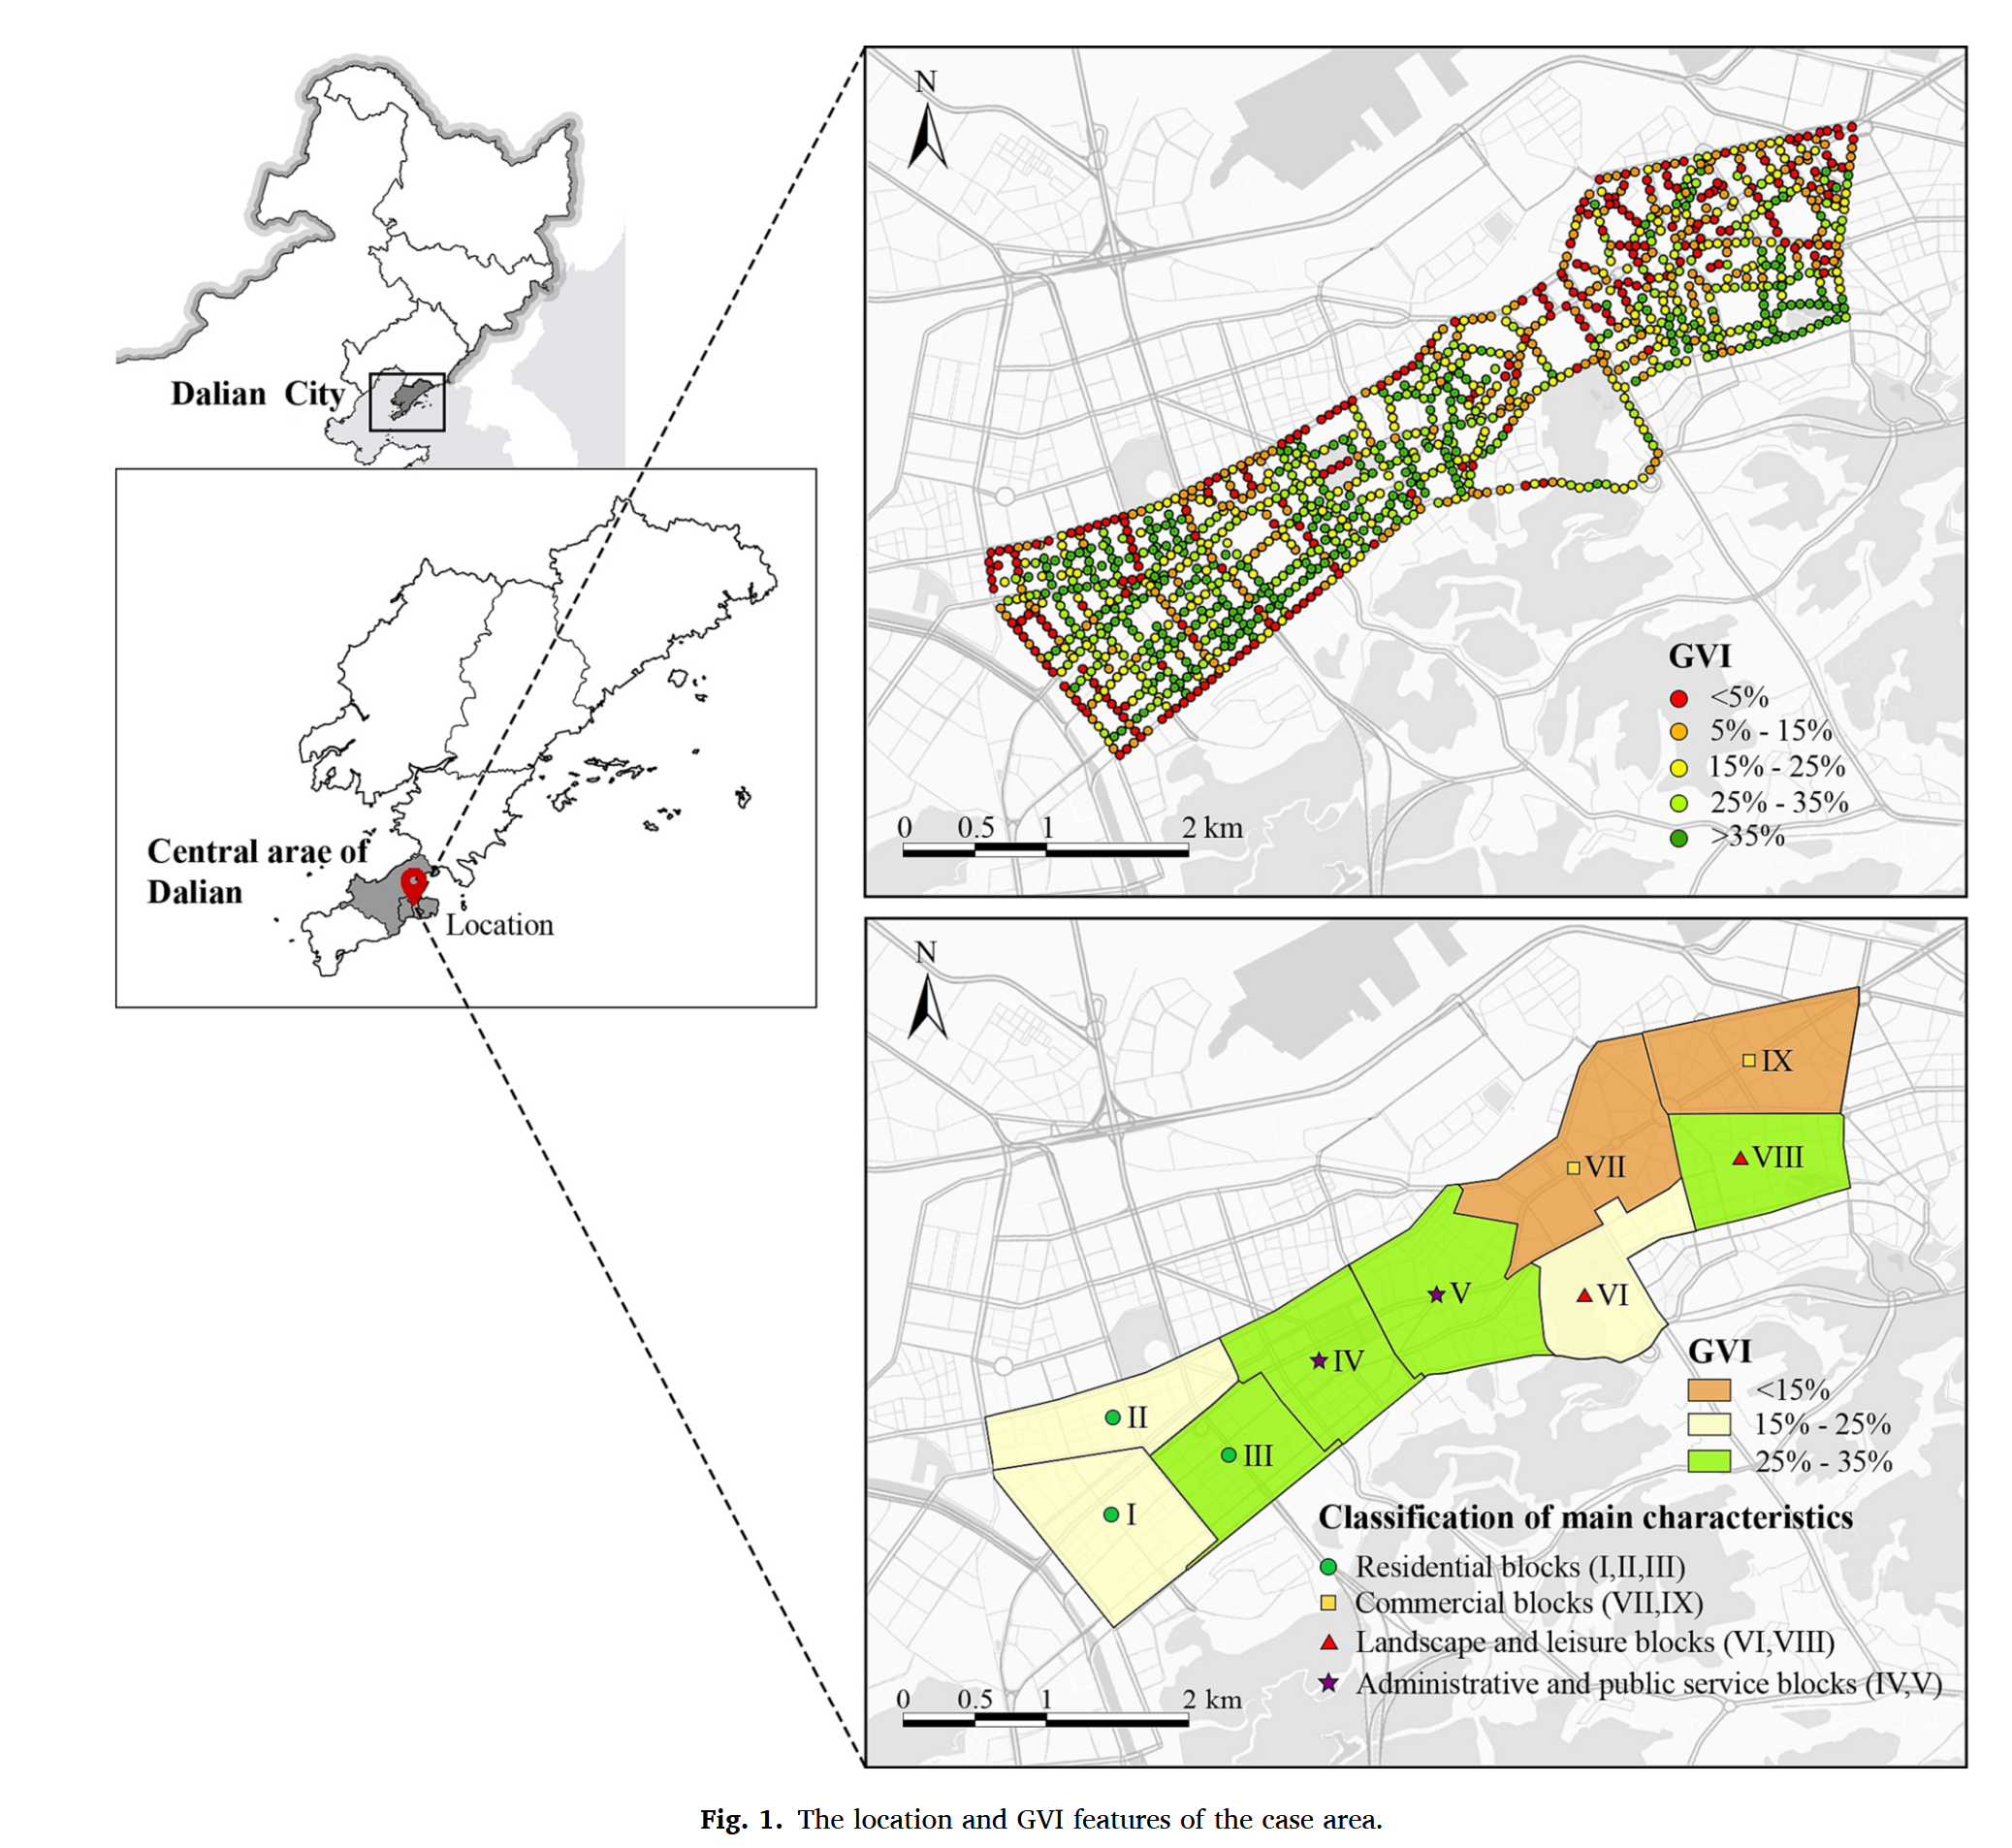 Dalian City
Central arae of
Dalian
Location
N
GVI
<5%
5% - 15%
15% - 25%
25% - 35%
>35%
0 0.5 1 2 km
N
IX
VIII
VII
VI
V
IV
II
III
I
GVI
<15%
15% - 25%
25% - 35%
Classification of main characteristics
Residential blocks (I,II,III)
Commercial blocks (VII,IX)
Landscape and leisure blocks (VI,VIII)
Administrative and public service blocks (IV,V)
0 0.5 1 2 km
Fig. 1. The location and GVI features of the case area.